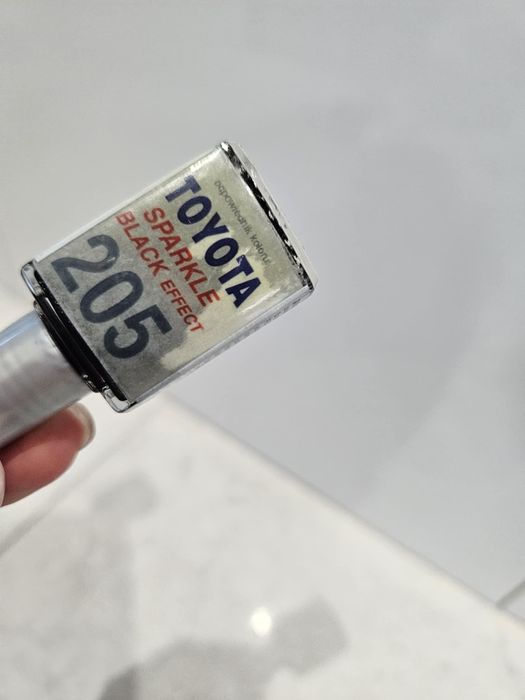 odpowiednik koloru:
TOYOTA
SPARKLE
BLACK EFFECT
205